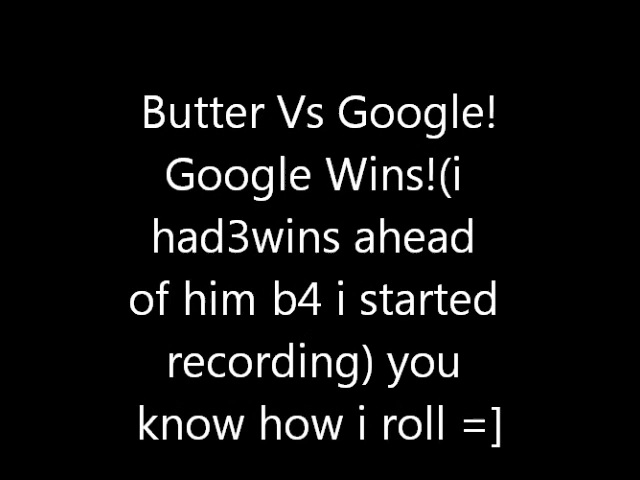 Butter Vs Google!
Google Wins!(i
had3wins ahead
of him b4 i started
recording) you
know how i roll =]